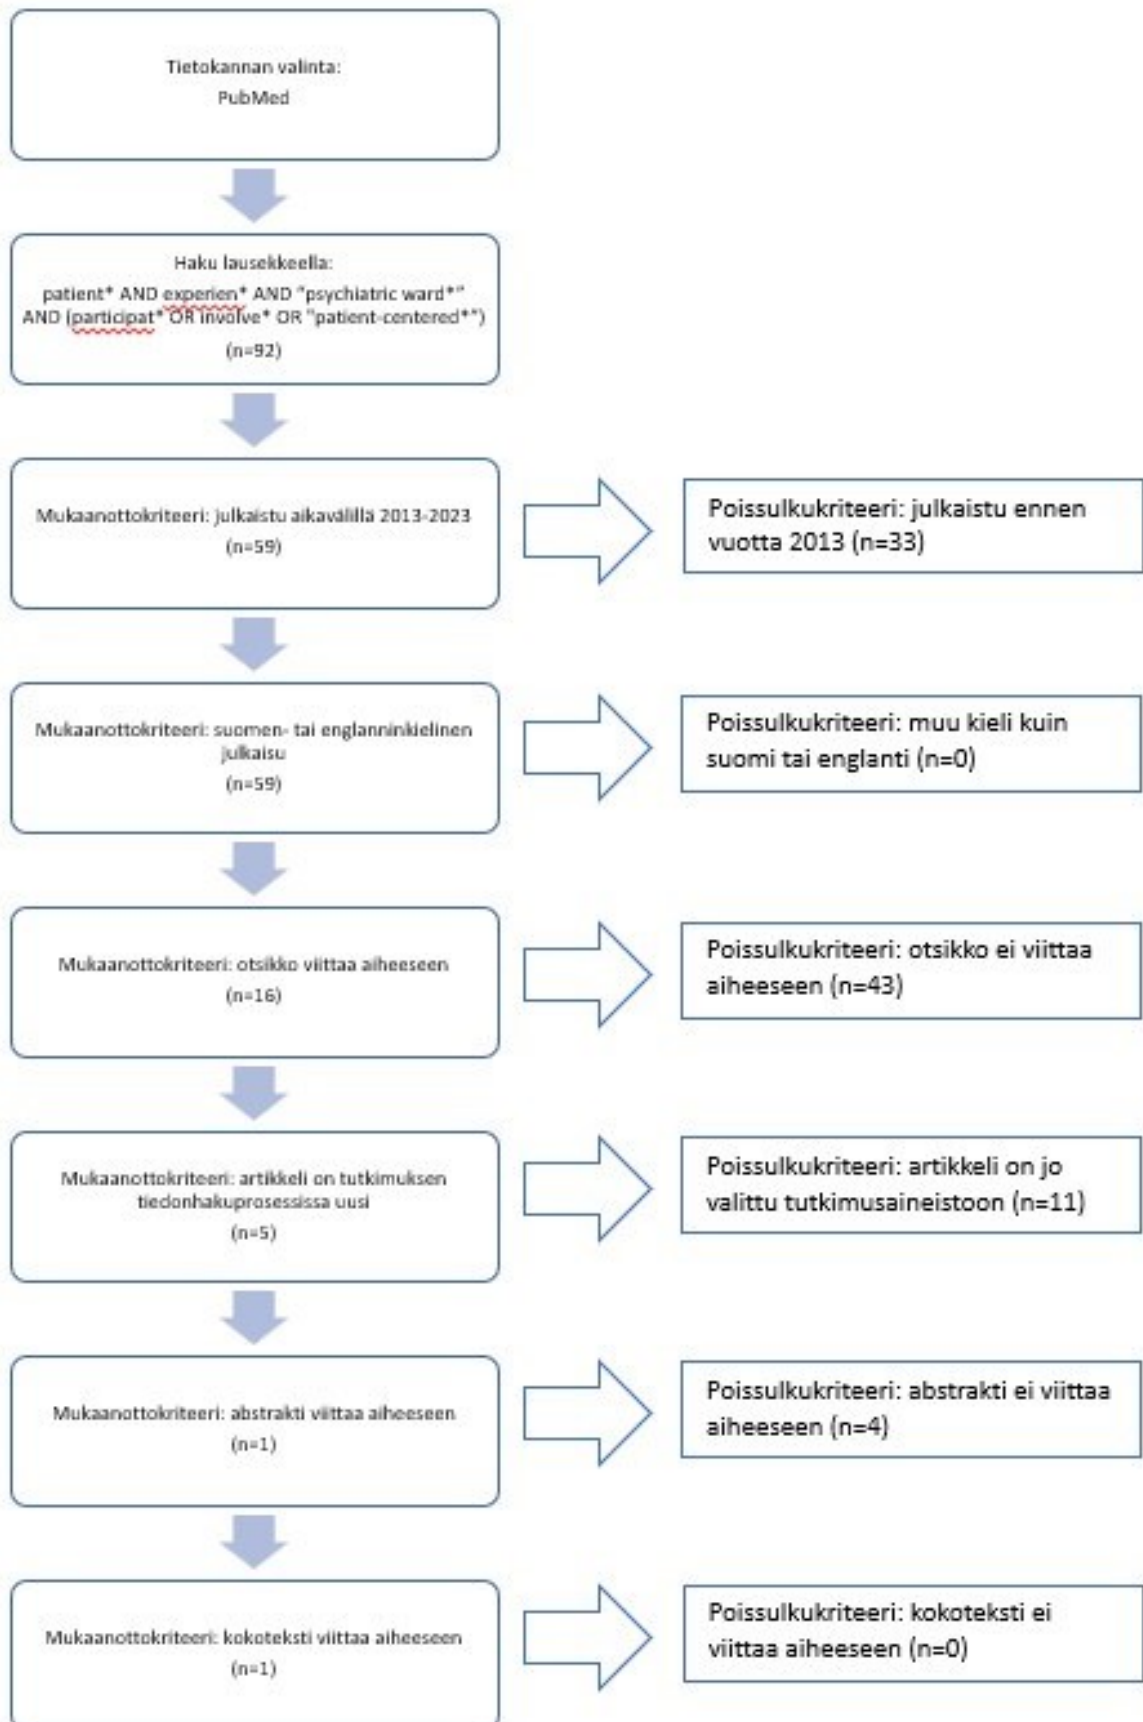 Tietokannan valinta:
PubMed
Haku lausekkeella:
patient* AND experien* AND "psychiatric ward*"
AND (participat* OR involve* OR "patient-centered*")
(n=92)
Mukaanottokriteeri: julkaistu aikavälillä 2013-2023
(n=59)
Poissulkukriteeri: julkaistu ennen
vuotta 2013 (n=33)
Mukaanottokriteeri: suomen- tai englanninkielinen
julkaisu
(n=59)
Poissulkukriteeri: muu kieli kuin
suomi tai englanti (n=0)
Mukaanottokriteeri: otsikko viittaa aiheeseen
(n=16)
Poissulkukriteeri: otsikko ei viittaa
aiheeseen (n=43)
Mukaanottokriteeri: artikkeli on tutkimuksen
tiedonhakuprosessissa uusi
(n=5)
Poissulkukriteeri: artikkeli on jo
valittu tutkimusaineistoon (n=11)
Mukaanottokriteeri: abstrakti viittaa aiheeseen
(n=1)
Poissulkukriteeri: abstrakti ei viittaa
aiheeseen (n=4)
Mukaanottokriteeri: kokoteksti viittaa aiheeseen
(n=1)
Poissulkukriteeri: kokoteksti ei
viittaa aiheeseen (n=0)